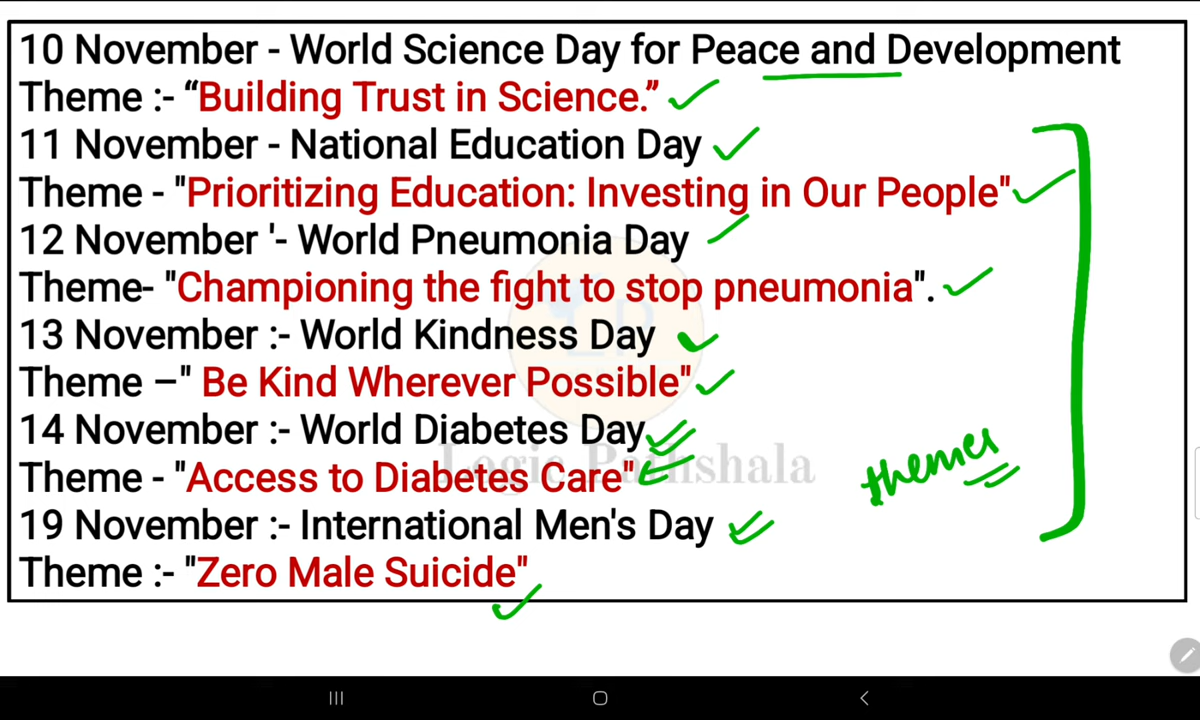 10 November - World Science Day for Peace and Development
Theme :- “Building Trust in Science.”
11 November - National Education Day
Theme - "Prioritizing Education: Investing in Our People"
12 November '- World Pneumonia Day
Theme- "Championing the fight to stop pneumonia".
13 November :- World Kindness Day
Theme –" Be Kind Wherever Possible"
14 November :- World Diabetes Day
Theme - "Access to Diabetes Care"
Logic Pathshala
themes
19 November :- International Men's Day
Theme :- "Zero Male Suicide"